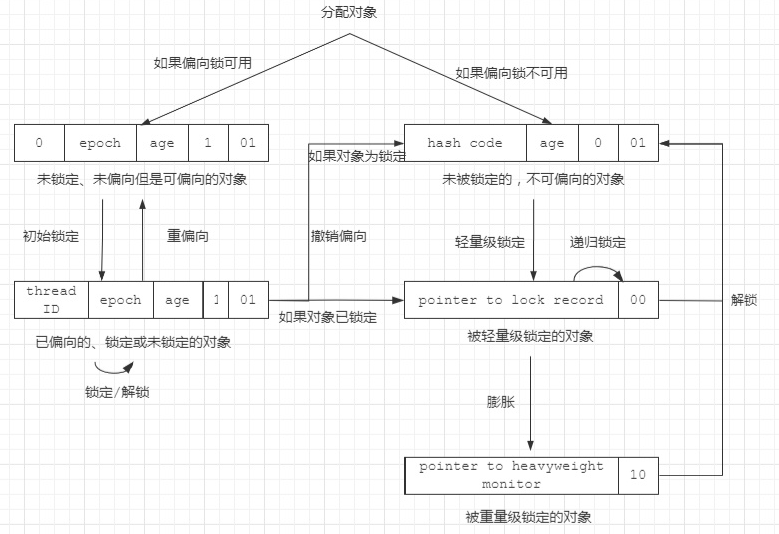 分配对象
如果偏向锁可用
如果偏向锁不可用
0 epoch age 1 01
hash code age 0 01
如果对象为锁定
未锁定、未偏向但是可偏向的对象
未被锁定的，不可偏向的对象
初始锁定
重偏向
撤销偏向
轻量级锁定
递归锁定
thread
ID
epoch age 1 01
pointer to lock record 00
解锁
如果对象已锁定
已偏向的、锁定或未锁定的对象
被轻量级锁定的对象
锁定/解锁
膨胀
pointer to heavyweight
monitor
10
被重量级锁定的对象